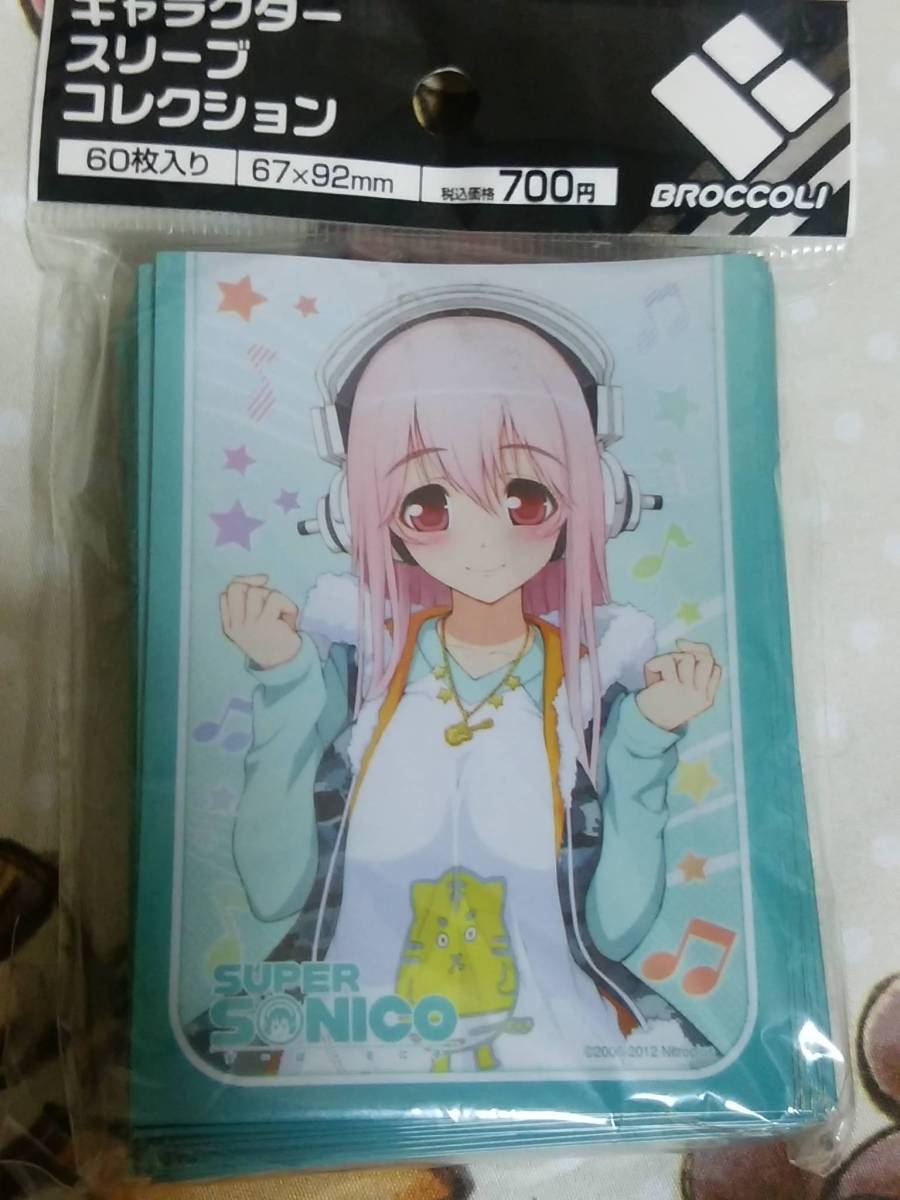 キャラクター
スリーブ
コレクション
60枚入り
67×92mm
税込価格700円
BROCCOLI
SUPER
SONICO
©2006-2012